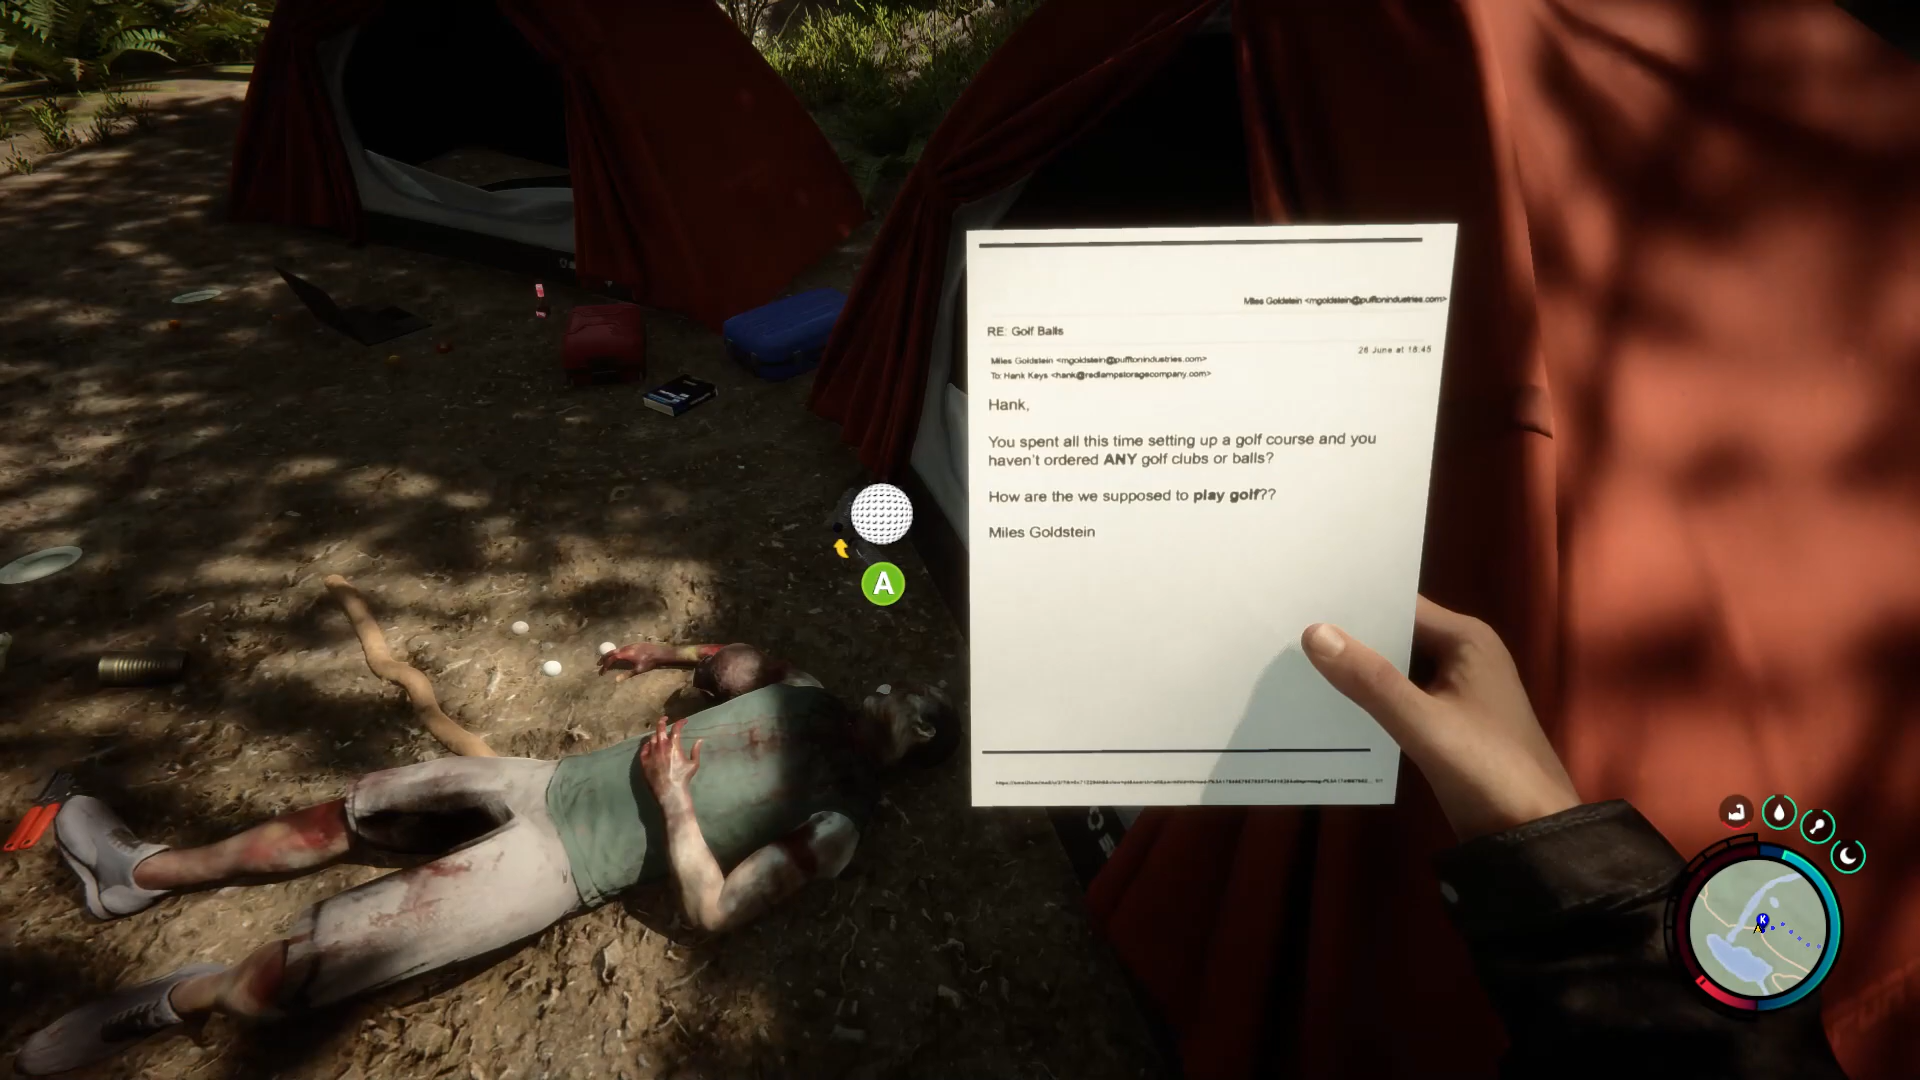 Miles Goldstein <mgoldstein@pufftonindustries.com>
RE: Golf Balls
26 June at 18:45
Miles Goldstein <mgoldstein@pufftonindustries.com>
To: Hank Keys <hank@redlampstoragecompany.com>
Hank,
You spent all this time setting up a golf course and you
haven't ordered ANY golf clubs or balls?
How are the we supposed to play golf??
Miles Goldstein
A
K